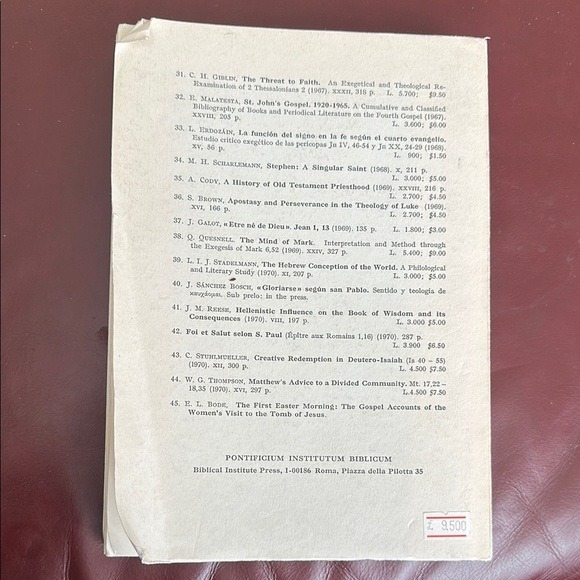 31. C. H. GIBLIN, The Threat to Faith. An Exegetical and Theological Re-
Examination of 2 Thessalonians 2 (1967). XXXII, 318 p. L. 5.700; $9.50
32. E. MALATESTA, St. John's Gospel. 1920-1965. A Cumulative and Classified
Bibliography of Books and Periodical Literature on the Fourth Gospel (1967).
XXVIII, 205 p. L. 3.600; $6.00
33. L. ERDOZÁIN, La función del signo en la fe según el cuarto evangelio.
Estudio crítico exegético de las perícopas Jn IV, 46-54 y Jn XX, 24-29 (1968).
XV, 86 p. L. 900; $1.50
34. M. H. SCHARLEMANN, Stephen: A Singular Saint (1968). X, 211 p.
L. 3.000; $5.00
35. A. CODY, A History of Old Testament Priesthood (1969). XXVIII, 216 p.
L. 2.700; $4.50
36. S. BROWN, Apostasy and Perseverance in the Theology of Luke (1969).
XVI, 166 p. L. 2.700; $4.50
37. J. GALOT, «Etre né de Dieu». Jean 1, 13 (1969). 135 p. L. 1.800; $3.00
38. Q. QUESNELL, The Mind of Mark. Interpretation and Method through
the Exegesis of Mark 6,52 (1969). XXIV, 327 p. L. 5.400; $9.00
39. L. I. J. STADELMANN, The Hebrew Conception of the World. A Philological
and Literary Study (1970). XI, 207 p. L. 3.000 $5.00
40. J. SÁNCHEZ BOSCH, «Gloriarse» según san Pablo. Sentido y teología de
καυχάομαι. Sub prelo: in the press.
41. J. M. REESE, Hellenistic Influence on the Book of Wisdom and its
Consequences (1970). VIII, 197 p. L. 3.000 $5.00
42. Foi et Salut selon S. Paul (Épître aux Romains 1,16) (1970). 287 p.
L. 3.900 $6.50
43. C. STUHLMUELLER, Creative Redemption in Deutero-Isaiah (Is 40 – 55)
(1970). XII, 300 p. L. 4.500 $7.50
44. W. G. THOMPSON, Matthew's Advice to a Divided Community. Mt. 17,22 –
18,35 (1970). XVI, 297 p. L.4.500 $7.50
45. E. L. BODE, The First Easter Morning: The Gospel Accounts of the
Women's Visit to the Tomb of Jesus.
PONTIFICIUM INSTITUTUM BIBLICUM
Biblical Institute Press, 1-00186 Roma, Piazza della Pilotta 35
£ 9.500